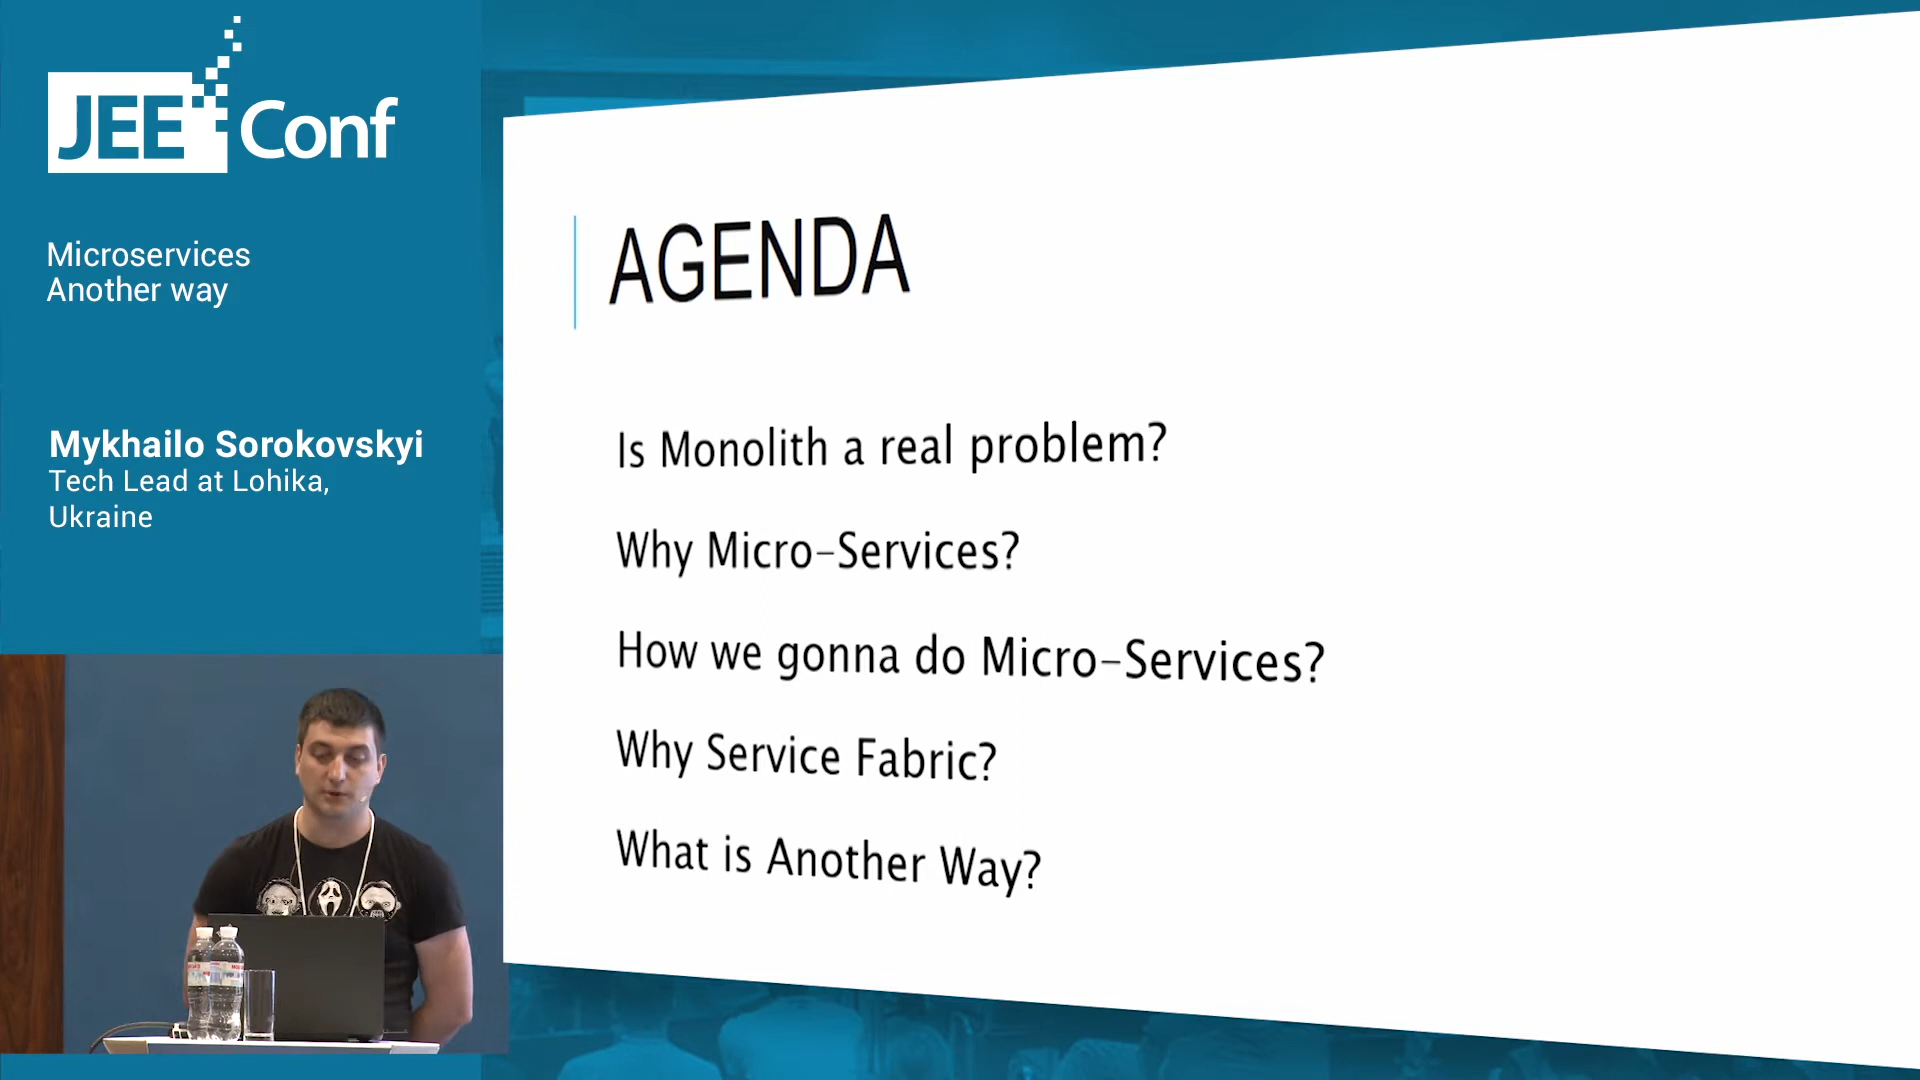 JEE Conf
Microservices
Another way
Mykhailo Sorokovskyi
Tech Lead at Lohika,
Ukraine
AGENDA
Is Monolith a real problem?
Why Micro-Services?
How we gonna do Micro-Services?
Why Service Fabric?
What is Another Way?